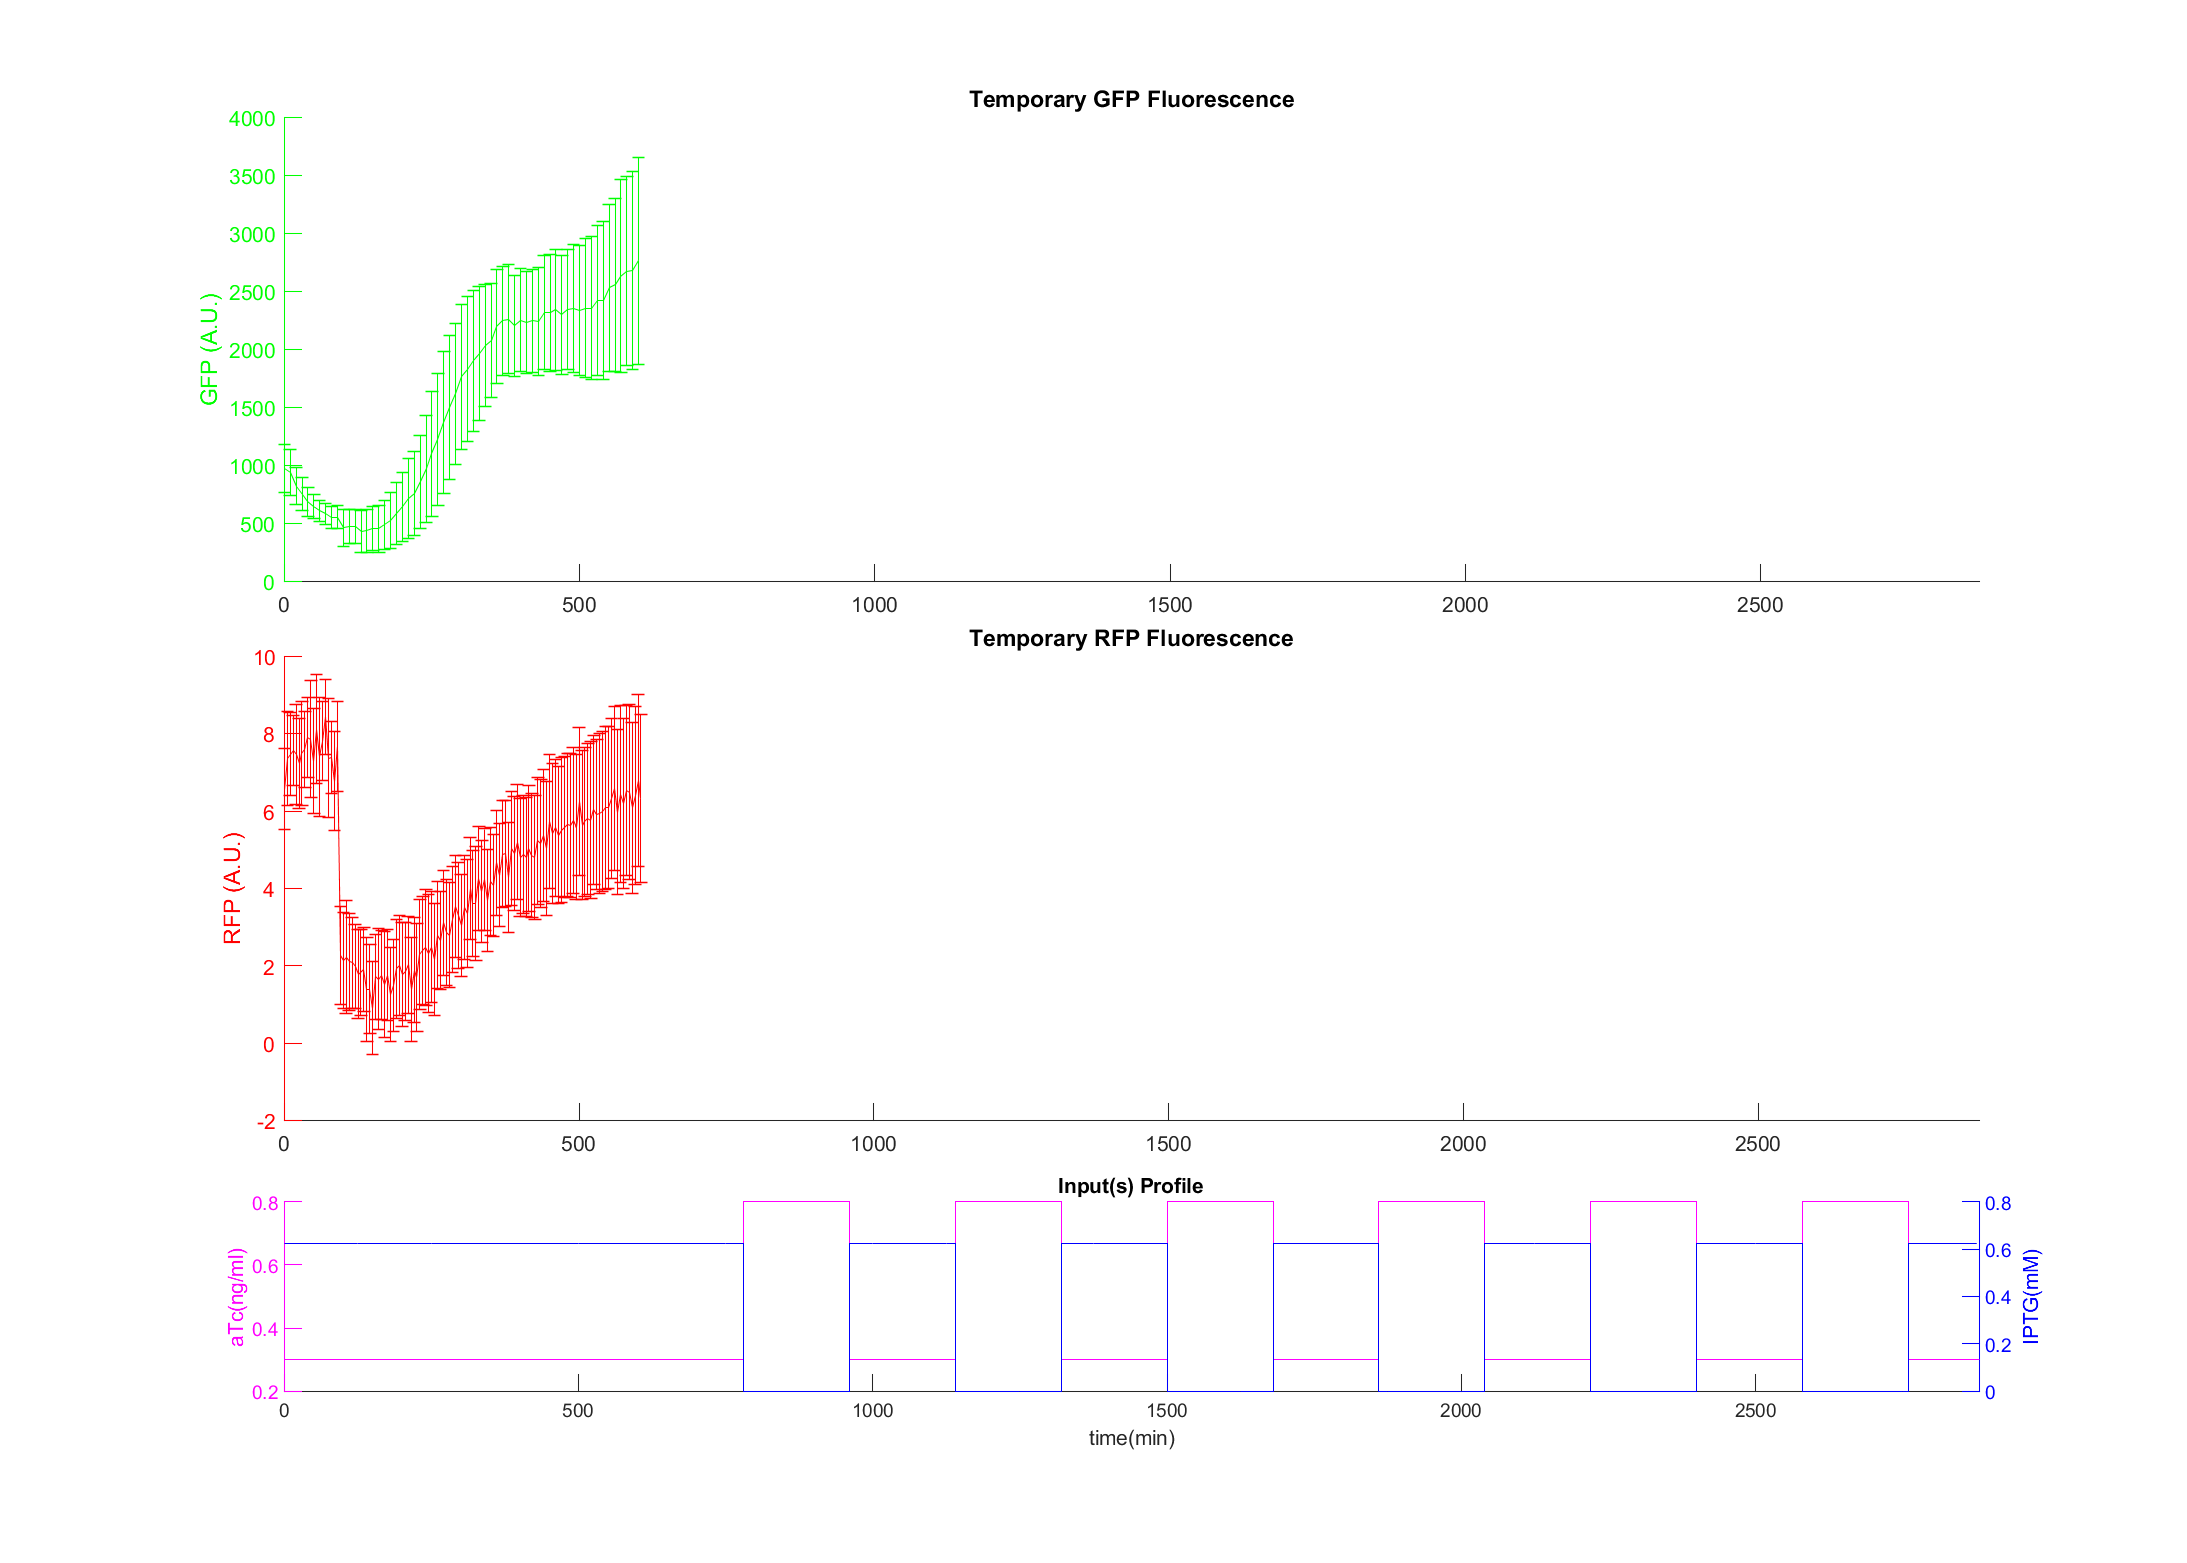 Temporary GFP Fluorescence
4000
3500
3000
2500
2000
1500
1000
500
0
GFP (A.U.)
0 500 1000 1500 2000 2500
Temporary RFP Fluorescence
10
8
6
4
2
0
-2
RFP (A.U.)
0 500 1000 1500 2000 2500
Input(s) Profile
0.8 0.8
0.6 0.6
0.4 0.4
0.2
0.2 0
aTc(ng/ml)
IPTG(mM)
0 500 1000 1500 2000 2500
time(min)